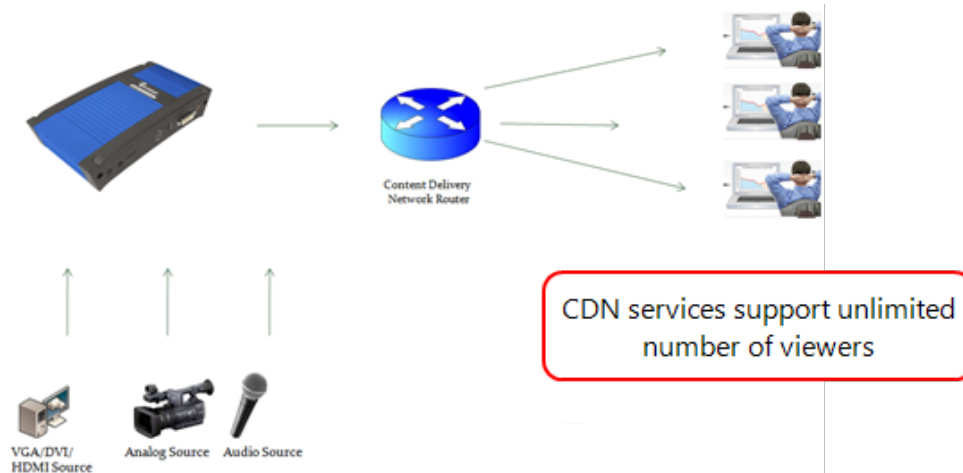 Content Delivery
Network Router
CDN services support unlimited
number of viewers
VGA/DVI/
HDMI Source
Analog Source
Audio Source